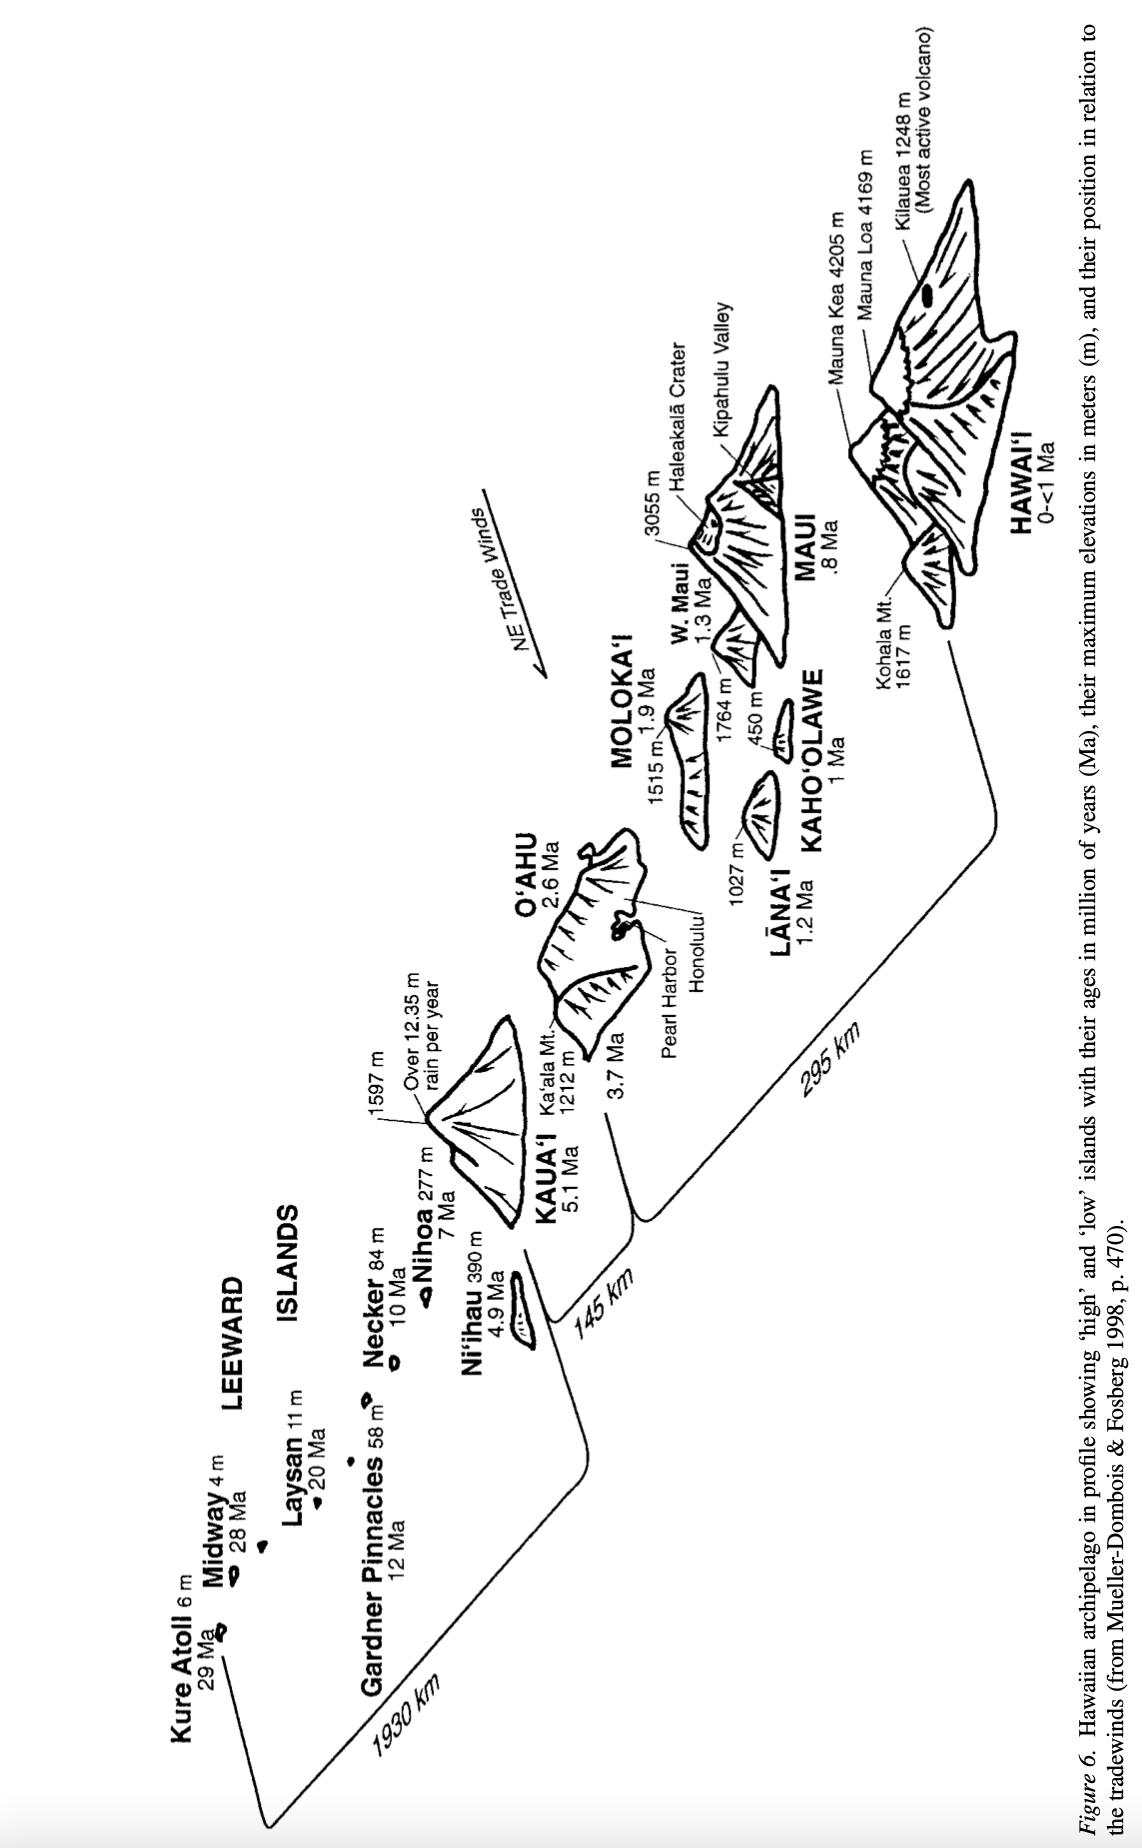 Kure Atoll 6 m
29 Ma
Midway 4 m
28 Ma
LEEWARD
ISLANDS
Laysan 11 m
20 Ma
Gardner Pinnacles 58 m
12 Ma
Necker 84 m
10 Ma
Nihoa 277 m
7 Ma
Ni‘ihau 390 m
4.9 Ma
1597 m
Over 12.35 m
rain per year
KAUA‘I
5.1 Ma
O‘AHU
2.6 Ma
Ka‘ala Mt.
1212 m
3.7 Ma
Pearl Harbor
Honolulu
NE Trade Winds
MOLOKA‘I
1.9 Ma
1515 m
W. Maui
1.3 Ma
1764 m
3055 m
Haleakalā Crater
Kipahulu Valley
MAUI
.8 Ma
450 m
KAHO‘OLAWE
1 Ma
1027 m
LĀNA‘I
1.2 Ma
Mauna Kea 4205 m
Mauna Loa 4169 m
Kilauea 1248 m
(Most active volcano)
Kohala Mt.
1617 m
HAWAI‘I
0-<1 Ma
1930 km
145 km
295 km
Figure 6. Hawaiian archipelago in profile showing ‘high’ and ‘low’ islands with their ages in million of years (Ma), their maximum elevations in meters (m), and their position in relation to
the tradewinds (from Mueller-Dombois & Fosberg 1998, p. 470).